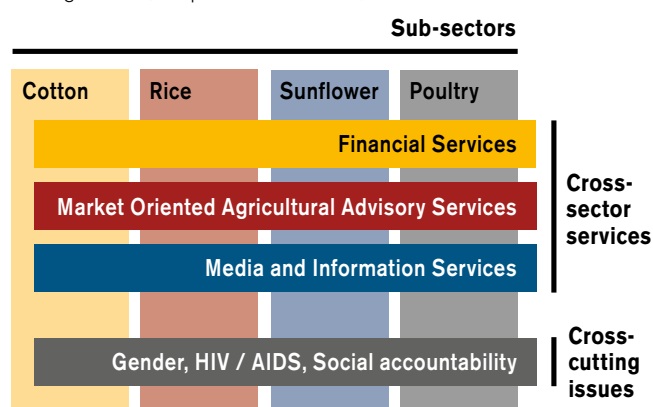 Sub-sectors
Cotton
Rice
Sunflower
Poultry
Financial Services
Market Oriented Agricultural Advisory Services
Media and Information Services
Cross-
sector
services
Gender, HIV / AIDS, Social accountability
Cross-
cutting
issues